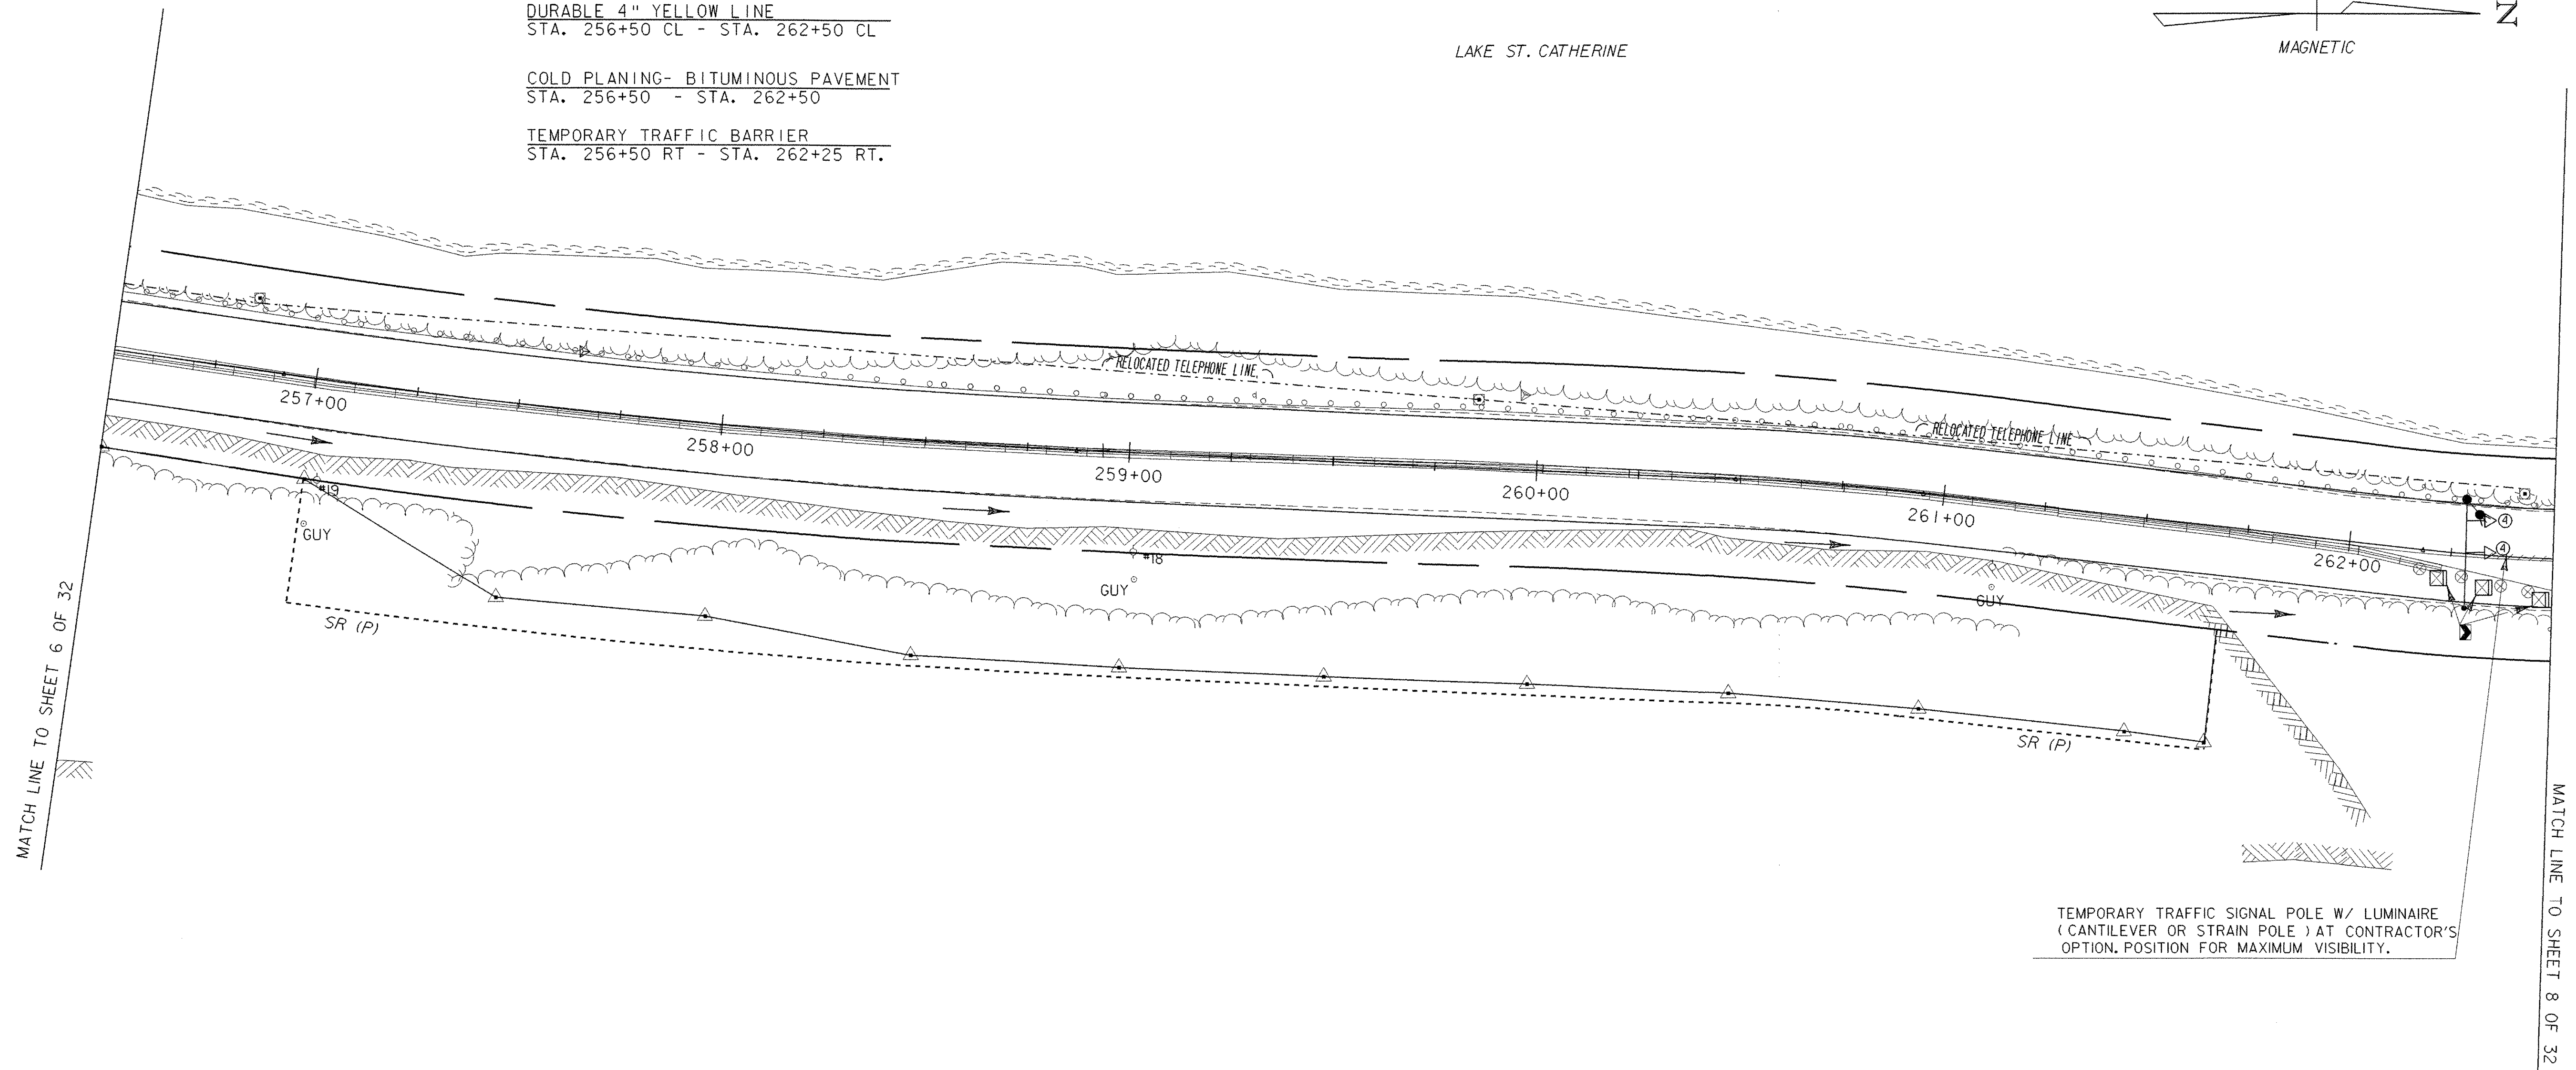 DURABLE 4" YELLOW LINE
STA. 256+50 CL - STA. 262+50 CL
COLD PLANING- BITUMINOUS PAVEMENT
STA. 256+50 - STA. 262+50
TEMPORARY TRAFFIC BARRIER
STA. 256+50 RT - STA. 262+25 RT.
LAKE ST. CATHERINE
N
MAGNETIC
RELOCATED TELEPHONE LINE
RELOCATED TELEPHONE LINE
257+00
258+00
259+00
260+00
261+00
262+00
4
4
#19
GUY
#18
GUY
GUY
SR (P)
SR (P)
MATCH LINE TO SHEET 6 OF 32
MATCH LINE TO SHEET 8 OF 32
TEMPORARY TRAFFIC SIGNAL POLE W/ LUMINAIRE
(CANTILEVER OR STRAIN POLE) AT CONTRACTOR'S
OPTION. POSITION FOR MAXIMUM VISIBILITY.